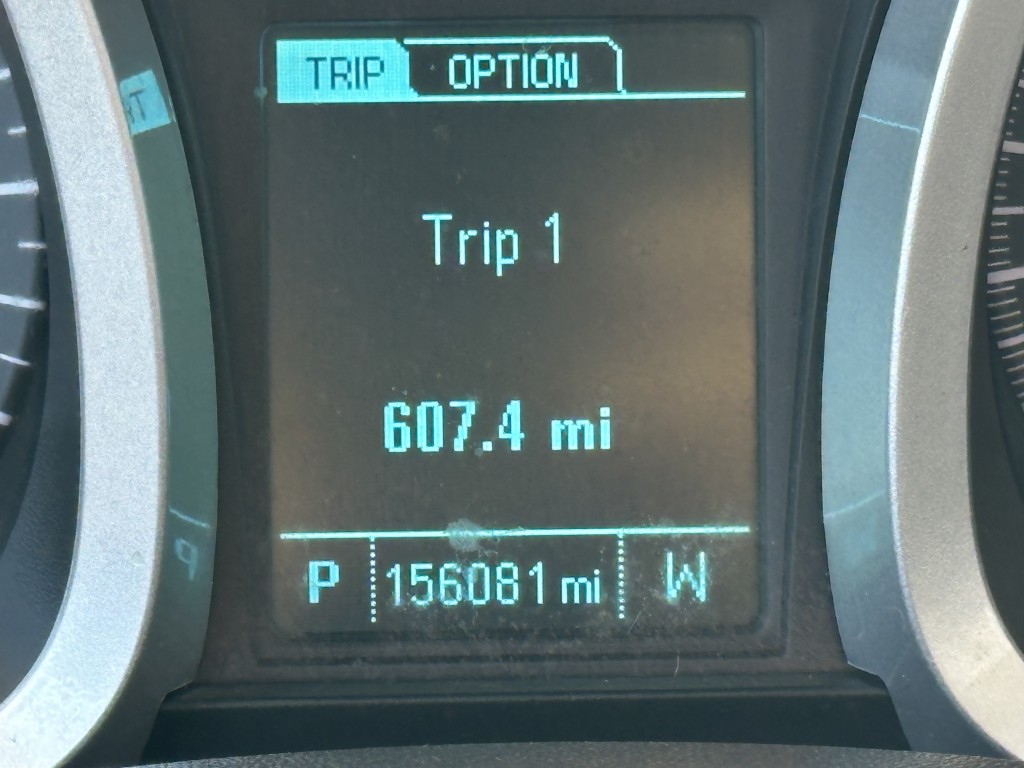 TRIP OPTION
Trip 1
607.4 mi
P 156081 mi W